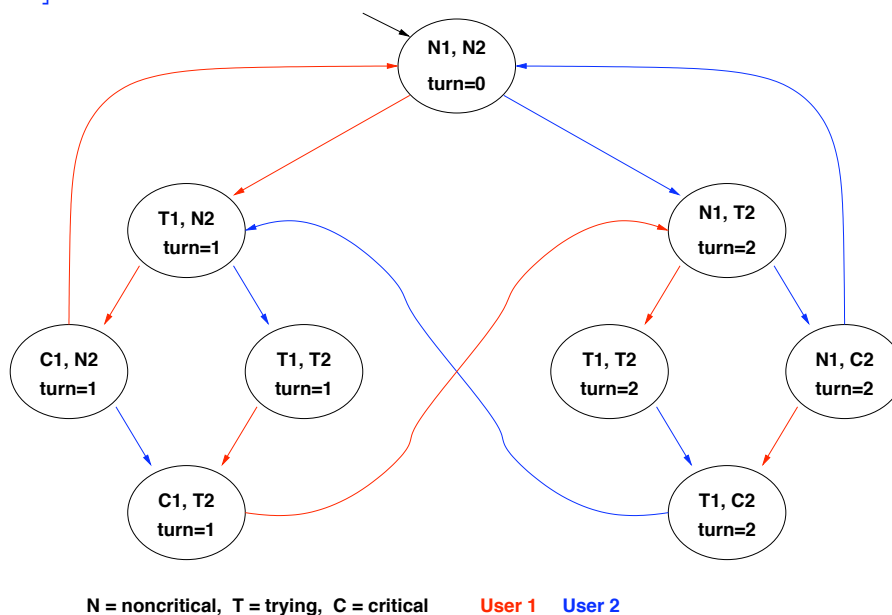 ]
N1, N2
turn=0
T1, N2
turn=1
N1, T2
turn=2
C1, N2
turn=1
T1, T2
turn=1
T1, T2
turn=2
N1, C2
turn=2
C1, T2
turn=1
T1, C2
turn=2
N = noncritical, T = trying, C = critical User 1 User 2